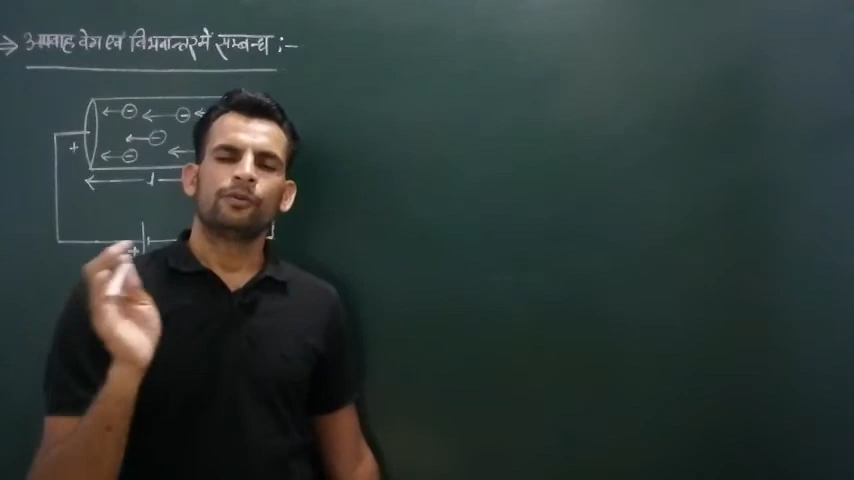 ⇒ अपवाह वेग एवं विभवान्तर में सम्बन्ध :-
- - -
+ -
-
l
+